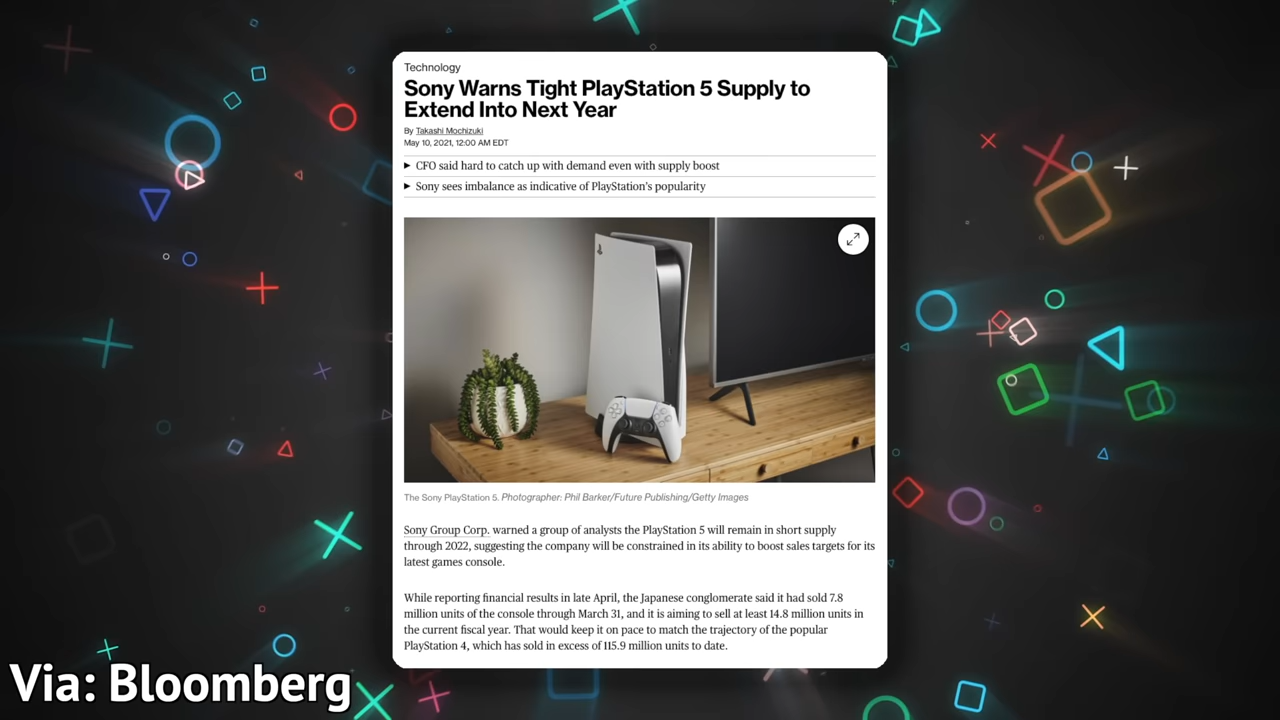 Technology
Sony Warns Tight PlayStation 5 Supply to
Extend Into Next Year
By Takashi Mochizuki
May 10, 2021, 12:00 AM EDT
▶ CFO said hard to catch up with demand even with supply boost
▶ Sony sees imbalance as indicative of PlayStation's popularity
The Sony PlayStation 5. Photographer: Phil Barker/Future Publishing/Getty Images
Sony Group Corp. warned a group of analysts the PlayStation 5 will remain in short supply
through 2022, suggesting the company will be constrained in its ability to boost sales targets for its
latest games console.
While reporting financial results in late April, the Japanese conglomerate said it had sold 7.8
million units of the console through March 31, and it is aiming to sell at least 14.8 million units in
the current fiscal year. That would keep it on pace to match the trajectory of the popular
PlayStation 4, which has sold in excess of 115.9 million units to date.
Via: Bloomberg